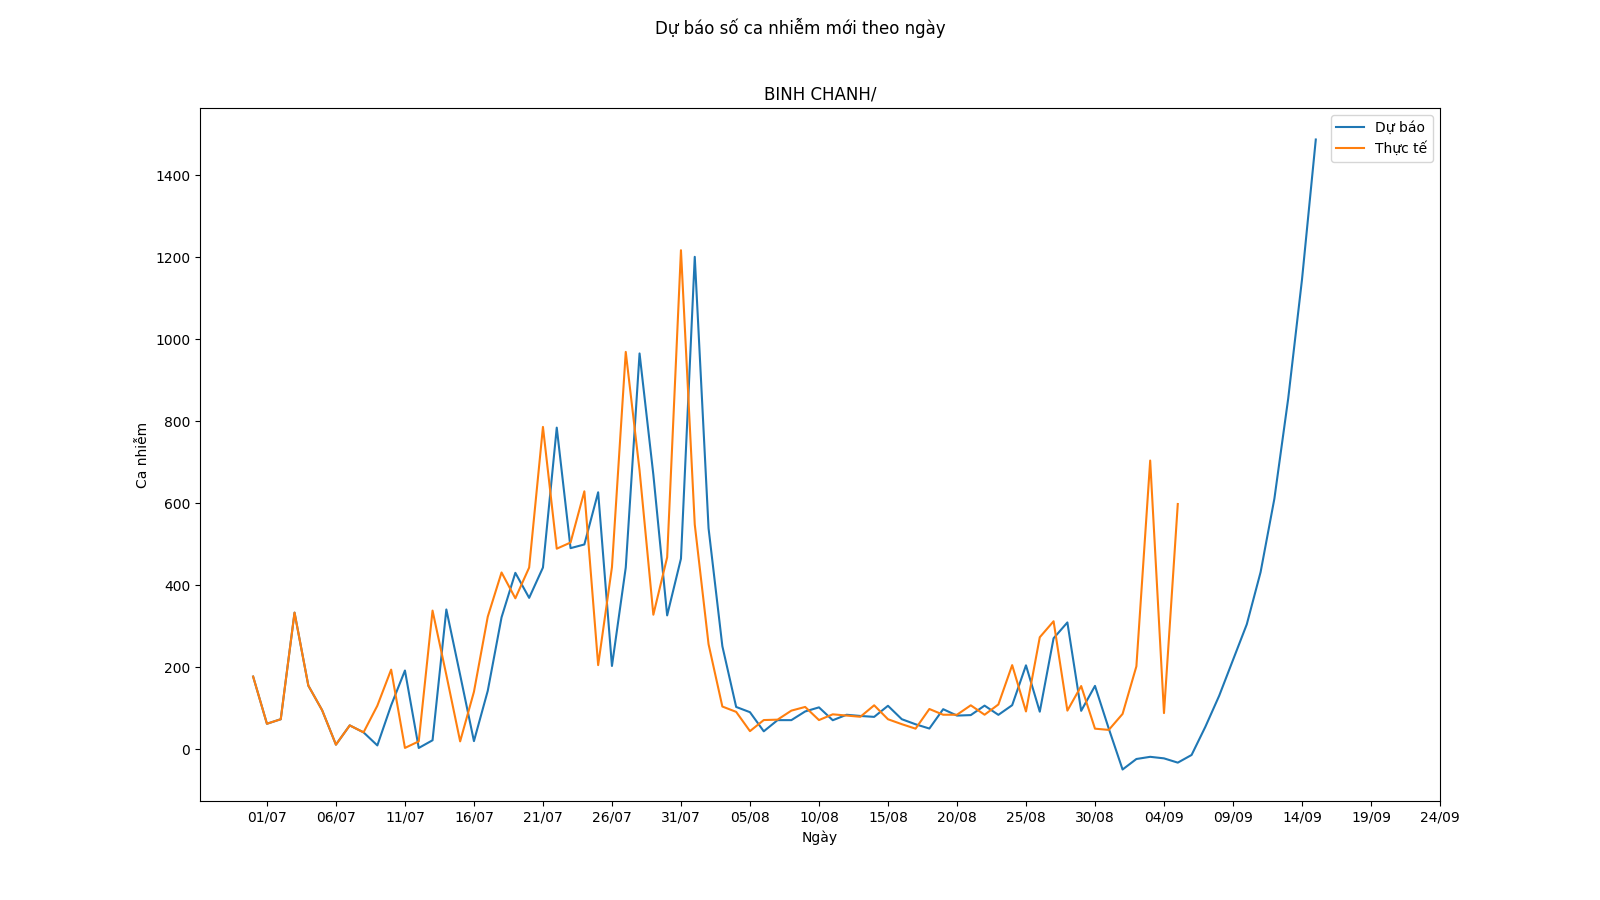 Dự báo số ca nhiễm mới theo ngày
BINH CHANH/
Dự báo
Thực tế
1400
1200
1000
800
600
400
200
0
Ca nhiễm
01/07 06/07 11/07 16/07 21/07 26/07 31/07 05/08 10/08 15/08 20/08 25/08 30/08 04/09 09/09 14/09 19/09 24/09
Ngày